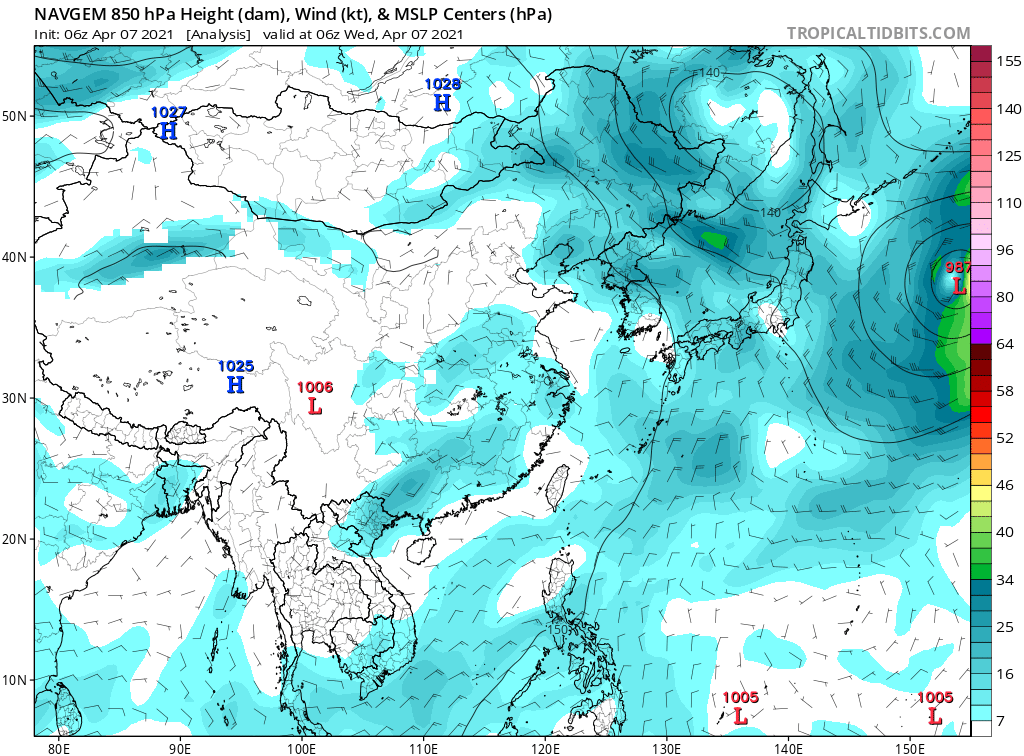 NAVGEM 850 hPa Height (dam), Wind (kt), & MSLP Centers (hPa)
Init: 06z Apr 07 2021 [Analysis] valid at 06z Wed, Apr 07 2021
TROPICALTIDBITS.COM
155
140
125
110
96
80
64
58
52
46
40
34
25
16
7
50N
40N
30N
20N
10N
80E
90E
100E
110E
120E
130E
140E
150E
1027
H
1028
H
1025
H
1006
L
987
L
1005
L
1005
L
140
140
150